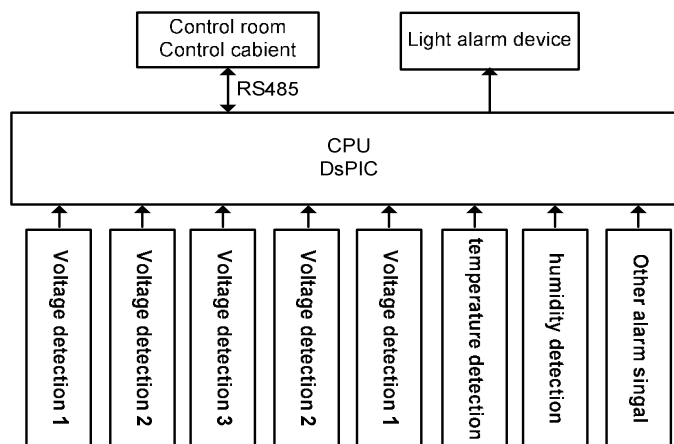 Control room
Control cabient
Light alarm device
RS485
CPU
DsPIC
Voltage detection 1
Voltage detection 2
Voltage detection 3
Voltage detection 2
Voltage detection 1
temperature detection
humidity detection
Other alarm singal